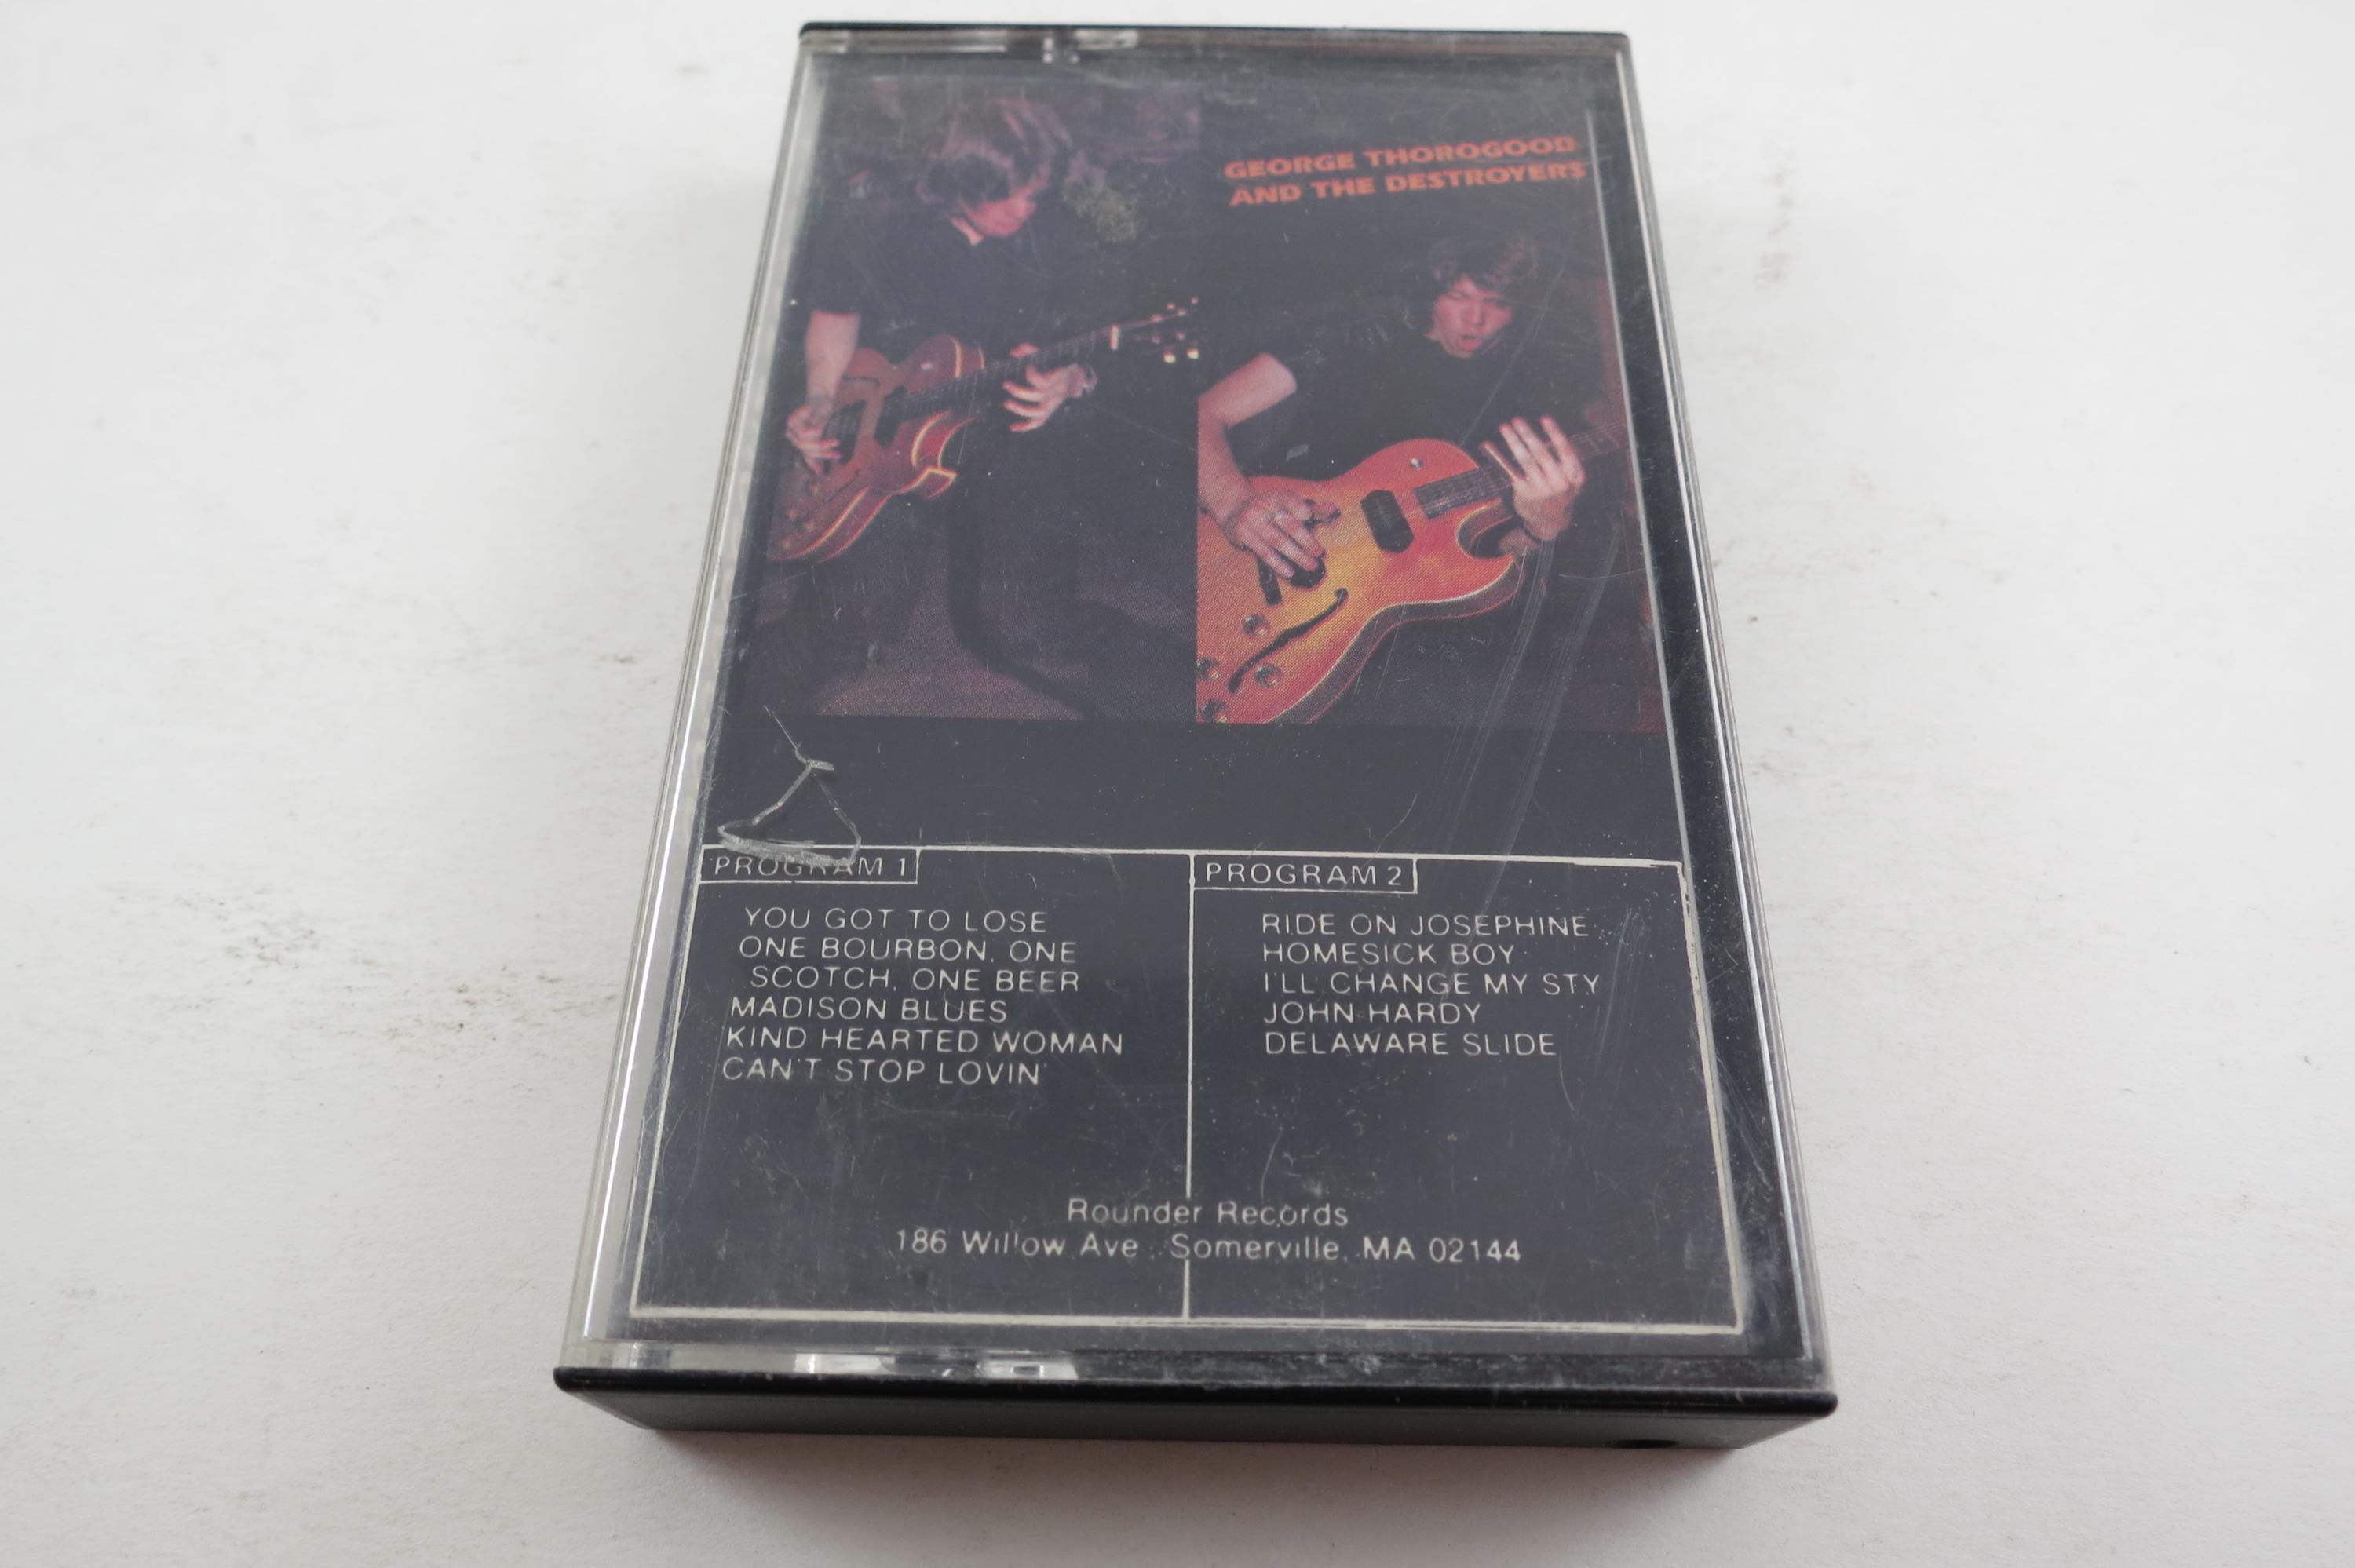 GEORGE THOROGOOD
AND THE DESTROYERS
PROGRAM 1
YOU GOT TO LOSE
ONE BOURBON, ONE
SCOTCH, ONE BEER
MADISON BLUES
KIND HEARTED WOMAN
CAN'T STOP LOVIN'
PROGRAM 2
RIDE ON JOSEPHINE
HOMESICK BOY
I'LL CHANGE MY STY
JOHN HARDY
DELAWARE SLIDE
Rounder Records
186 Willow Ave., Somerville, MA 02144